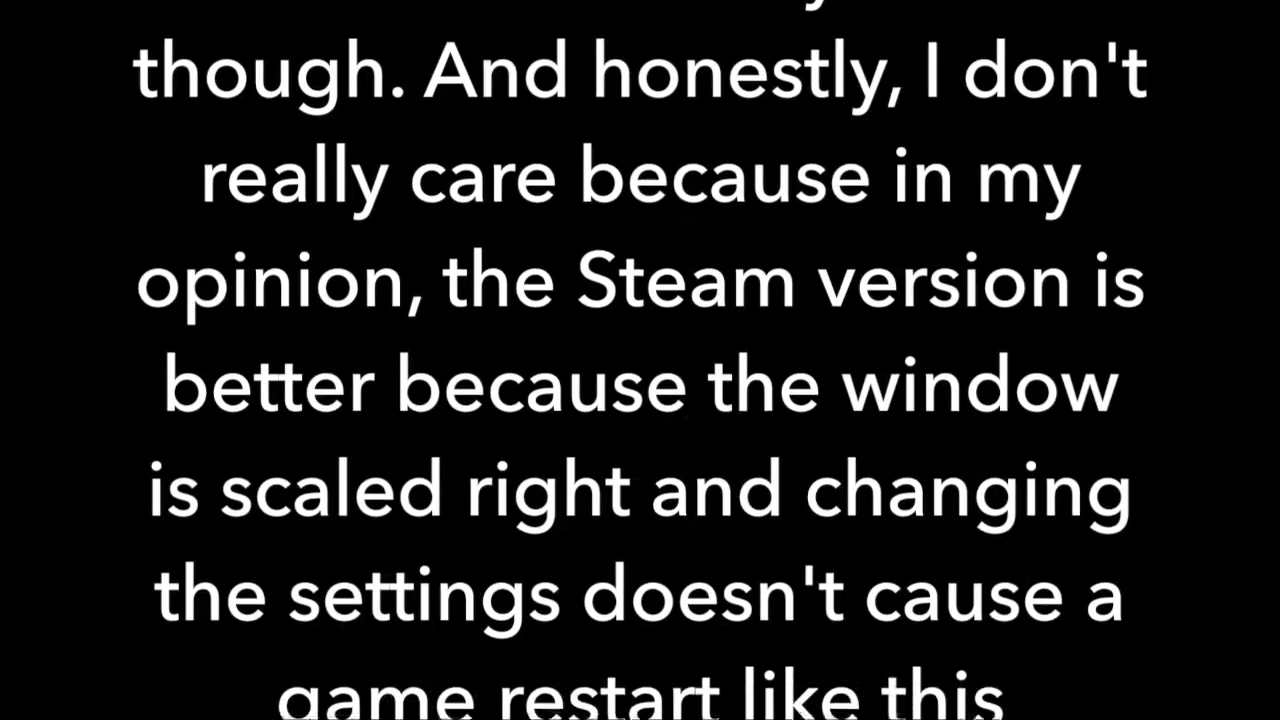 though. And honestly, I don't
really care because in my
opinion, the Steam version is
better because the window
is scaled right and changing
the settings doesn't cause a
game restart like this